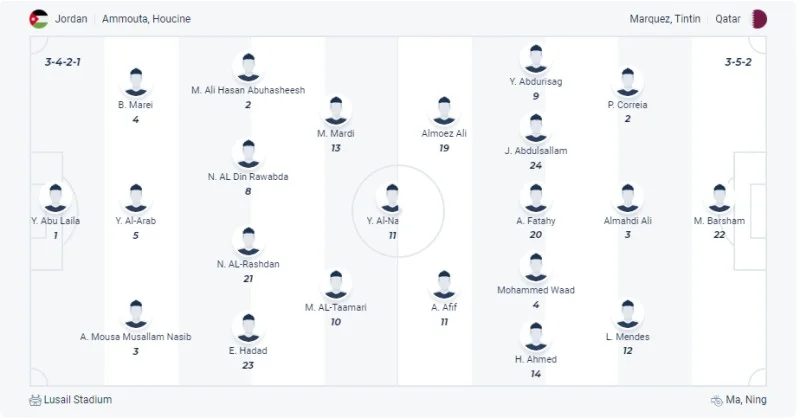 Jordan Ammouta, Houcine
Marquez, Tintin Qatar
3-4-2-1
3-5-2
Y. Abu Laila
1
B. Marei
4
Y. Al-Arab
5
A. Mousa Musallam Nasib
3
M. Ali Hasan Abuhasheesh
2
N. AL Din Rawabda
8
N. AL-Rashdan
21
E. Hadad
23
M. Mardi
13
M. AL-Taamari
10
Y. Al-Na
11
Almoez Ali
19
A. Afif
11
Y. Abdurisag
9
J. Abdulsallam
24
A. Fatahy
20
Mohammed Waad
4
H. Ahmed
14
P. Correia
2
Almahdi Ali
3
L. Mendes
12
M. Barsham
22
Lusail Stadium
Ma, Ning